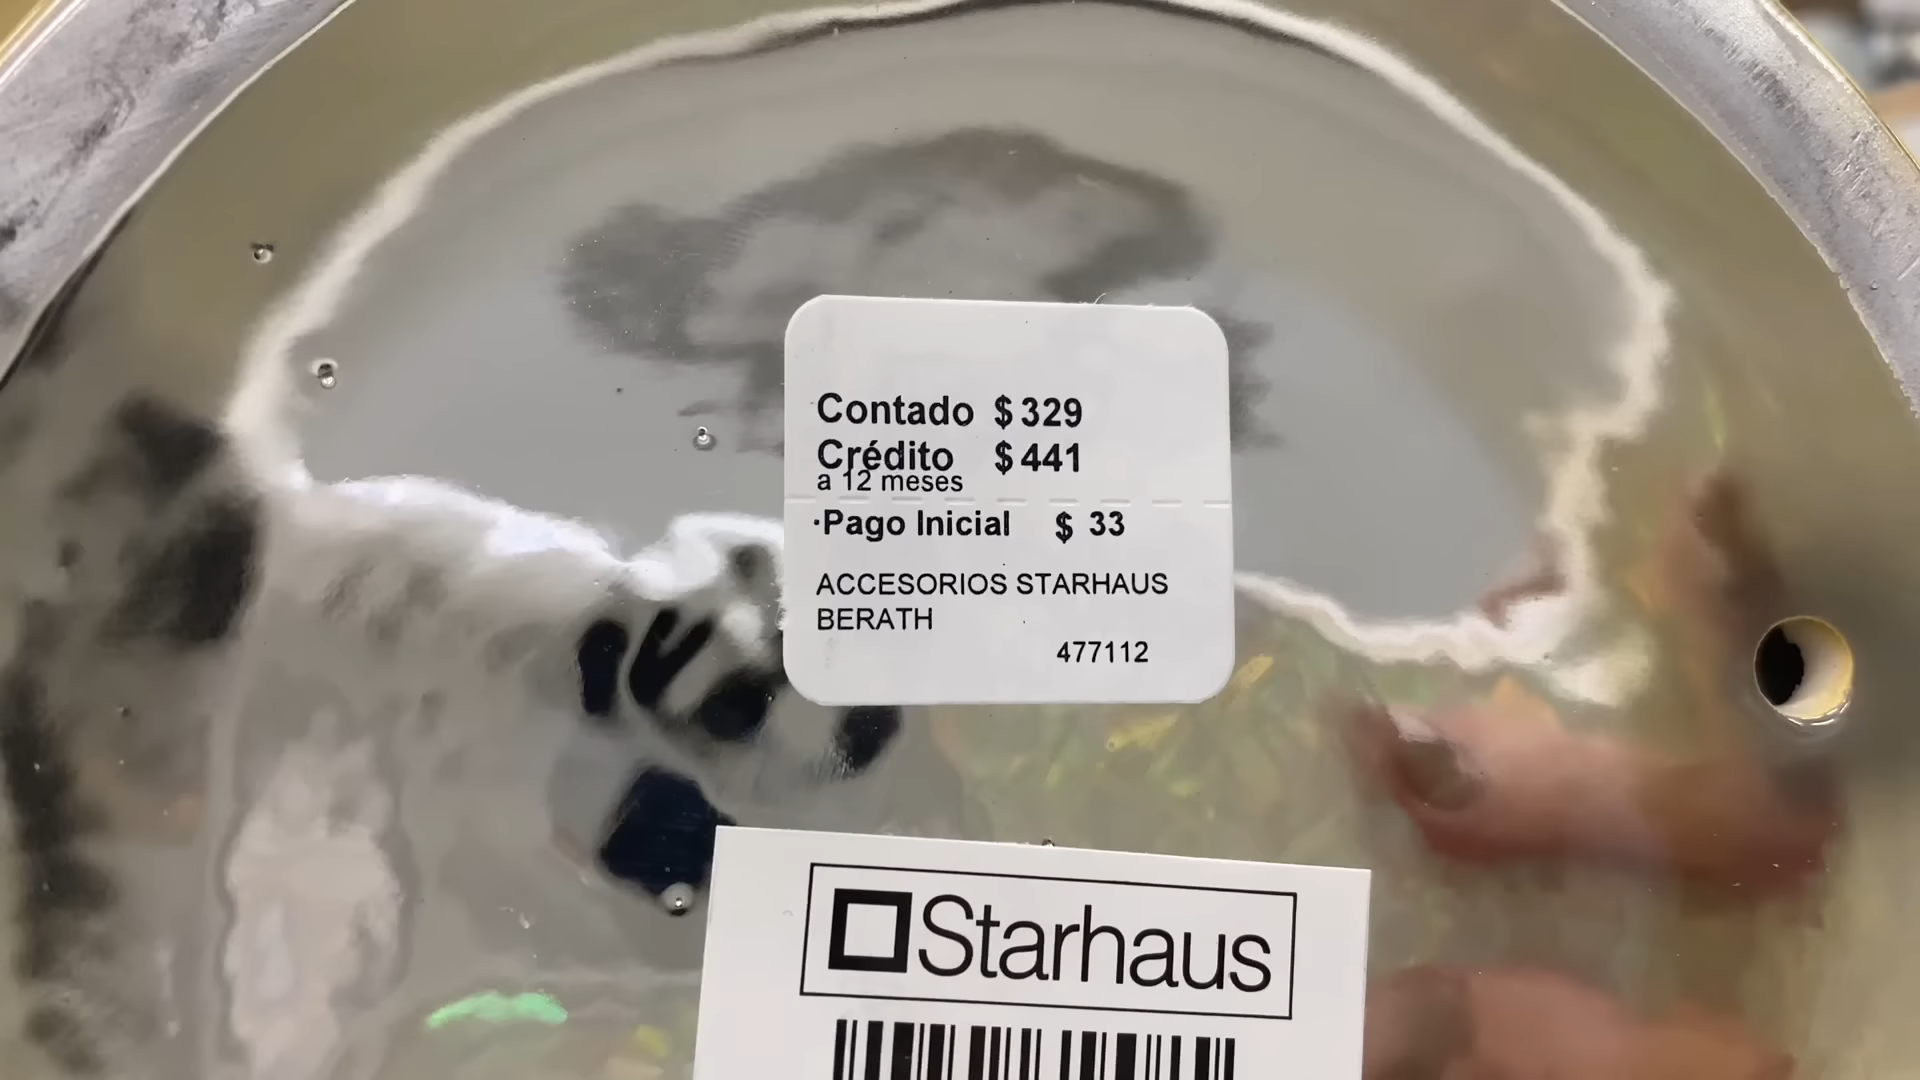 Contado $329
Crédito $441
a 12 meses
·Pago Inicial $ 33
ACCESORIOS STARHAUS
BERATH
477112
Starhaus